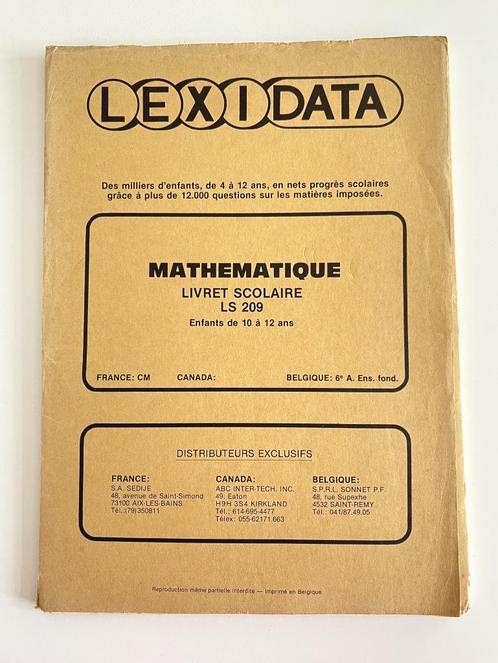 LEXIDATA
Des milliers d'enfants, de 4 à 12 ans, en nets progrès scolaires
grâce à plus de 12.000 questions sur les matières imposées.
MATHEMATIQUE
LIVRET SCOLAIRE
LS 209
Enfants de 10 à 12 ans
FRANCE: CM CANADA: BELGIQUE: 6e A. Ens. fond.
DISTRIBUTEURS EXCLUSIFS
FRANCE:
S.A. SEDIJE
48, avenue de Saint-Simond
73100 AIX-LES-BAINS
Tél.:(79)350811
CANADA:
ABC INTER-TECH. INC.
49, Eaton
H9H 3S4 KIRKLAND
Tél.: 614-695-4477
Télex: 055-62171.663
BELGIQUE:
S.P.R.L. SONNET P.F.
48, rue Supexhe
4532 SAINT-REMY
Tél.: 041/87.49.05
Reproduction même partielle interdite — Imprimé en Belgique